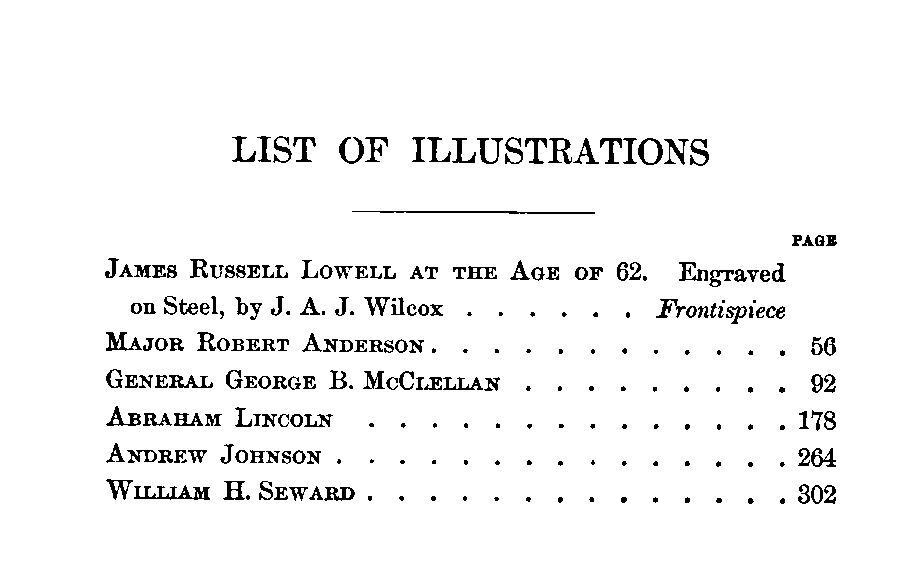 LIST OF ILLUSTRATIONS
PAGE
JAMES RUSSELL LOWELL AT THE AGE OF 62. Engraved
on Steel, by J. A. J. Wilcox . . . . . . Frontispiece
MAJOR ROBERT ANDERSON . . . . . . . . . . . . 56
GENERAL GEORGE B. MCCLELLAN . . . . . . . . . 92
ABRAHAM LINCOLN . . . . . . . . . . . . . . 178
ANDREW JOHNSON . . . . . . . . . . . . . . . 264
WILLIAM H. SEWARD . . . . . . . . . . . . . . 302